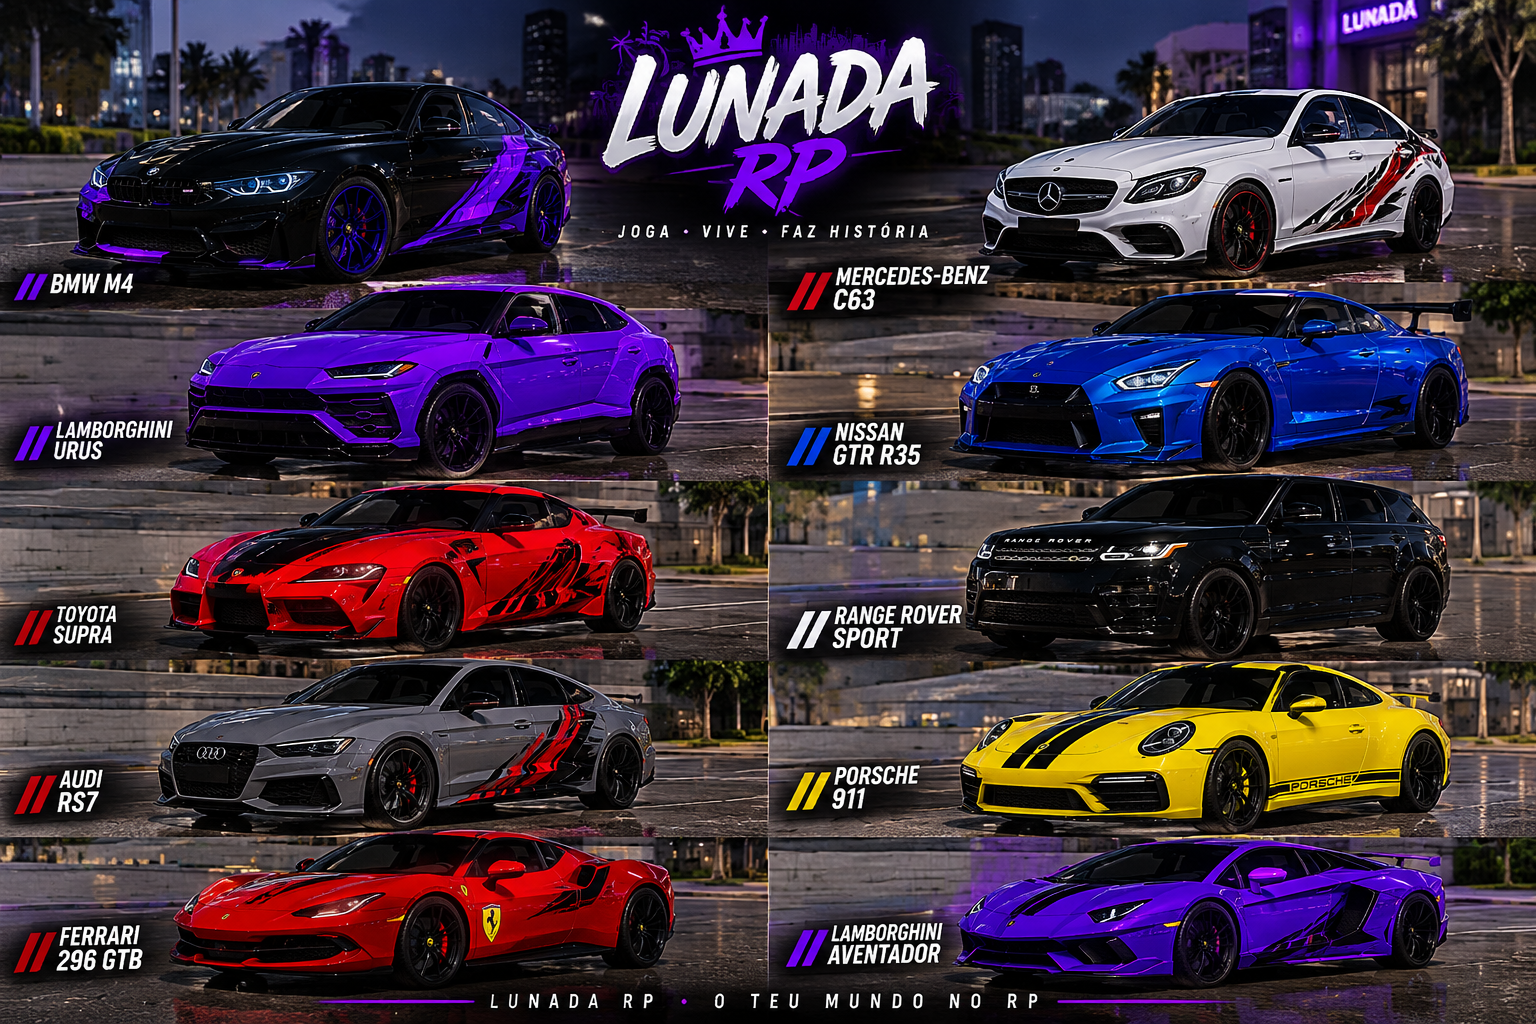 LUNADA
LUNADA
RP
JOGA • VIVE • FAZ HISTÓRIA
BMW M4
MERCEDES-BENZ
C63
LAMBORGHINI
URUS
NISSAN
GTR R35
TOYOTA
SUPRA
RANGE ROVER
RANGE ROVER
SPORT
AUDI
RS7
PORSCHE
911
PORSCHE
FERRARI
296 GTB
LAMBORGHINI
AVENTADOR
LUNADA RP • O TEU MUNDO NO RP